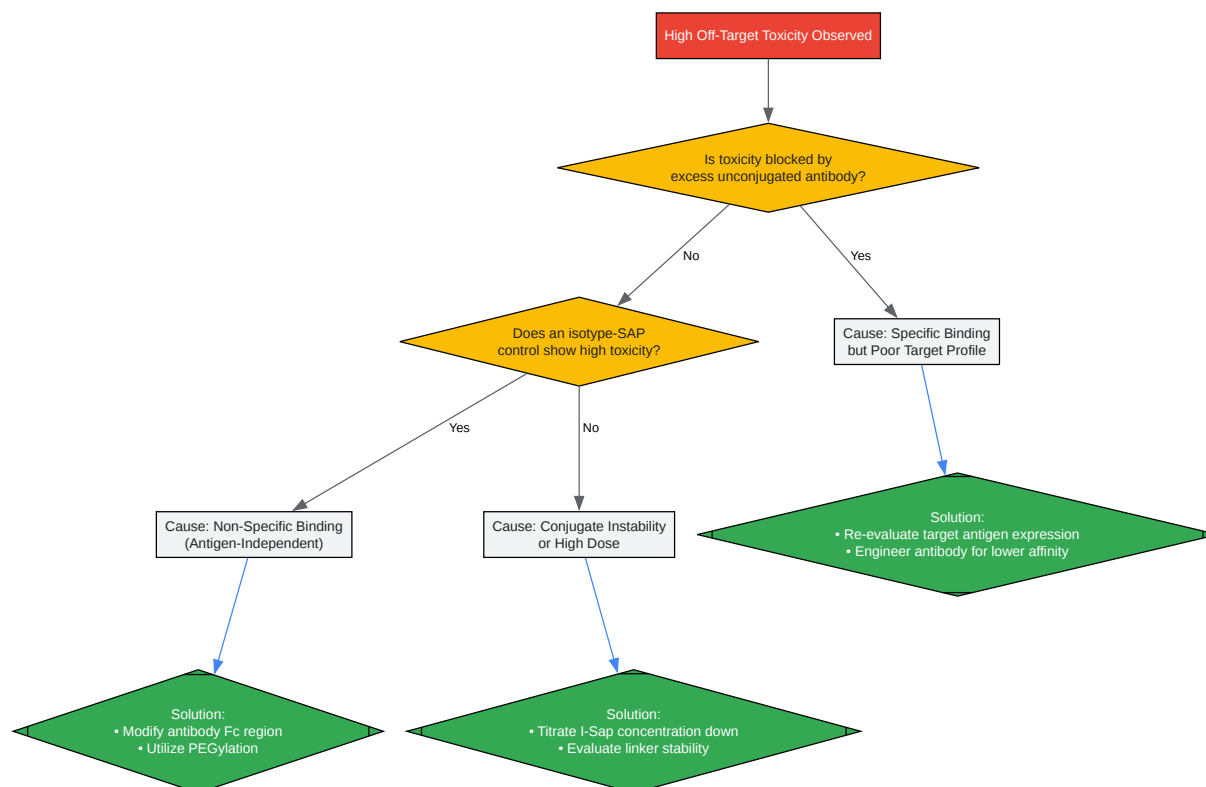 High Off-Target Toxicity Observed
Is toxicity blocked by
excess unconjugated antibody?
No
Yes
Does an isotype-SAP
control show high toxicity?
Cause: Specific Binding
but Poor Target Profile
Yes
No
Cause: Non-Specific Binding
(Antigen-Independent)
Cause: Conjugate Instability
or High Dose
Solution:
• Re-evaluate target antigen expression
• Engineer antibody for lower affinity
Solution:
• Modify antibody Fc region
• Utilize PEGylation
Solution:
• Titrate I-Sap concentration down
• Evaluate linker stability